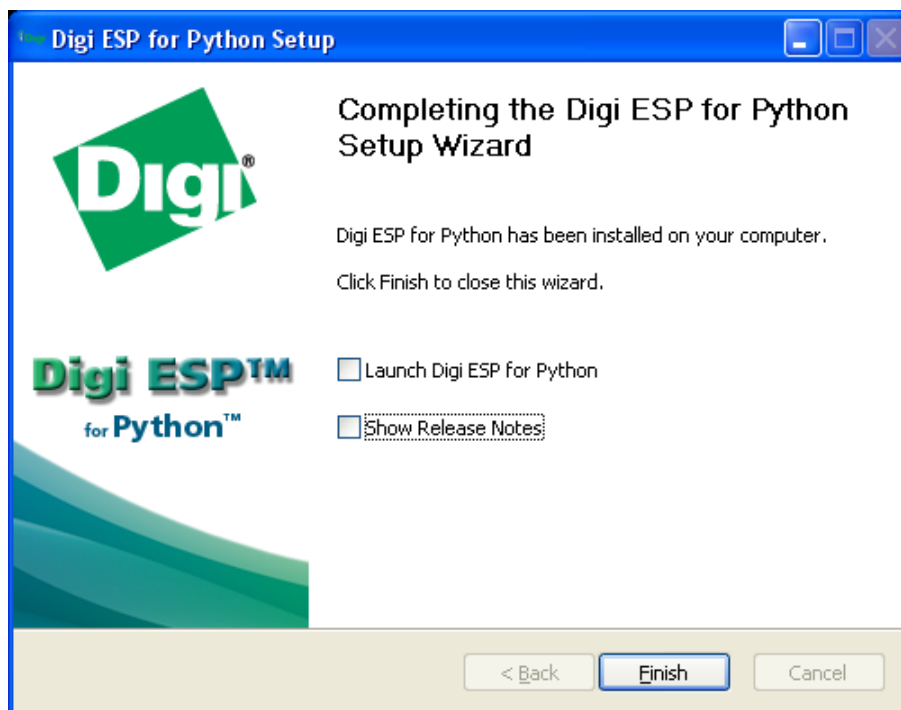 Digi ESP for Python Setup
Digi®
Completing the Digi ESP for Python
Setup Wizard
Digi ESP for Python has been installed on your computer.
Click Finish to close this wizard.
Digi ESP™
for Python™
Launch Digi ESP for Python
Show Release Notes
< Back
Finish
Cancel